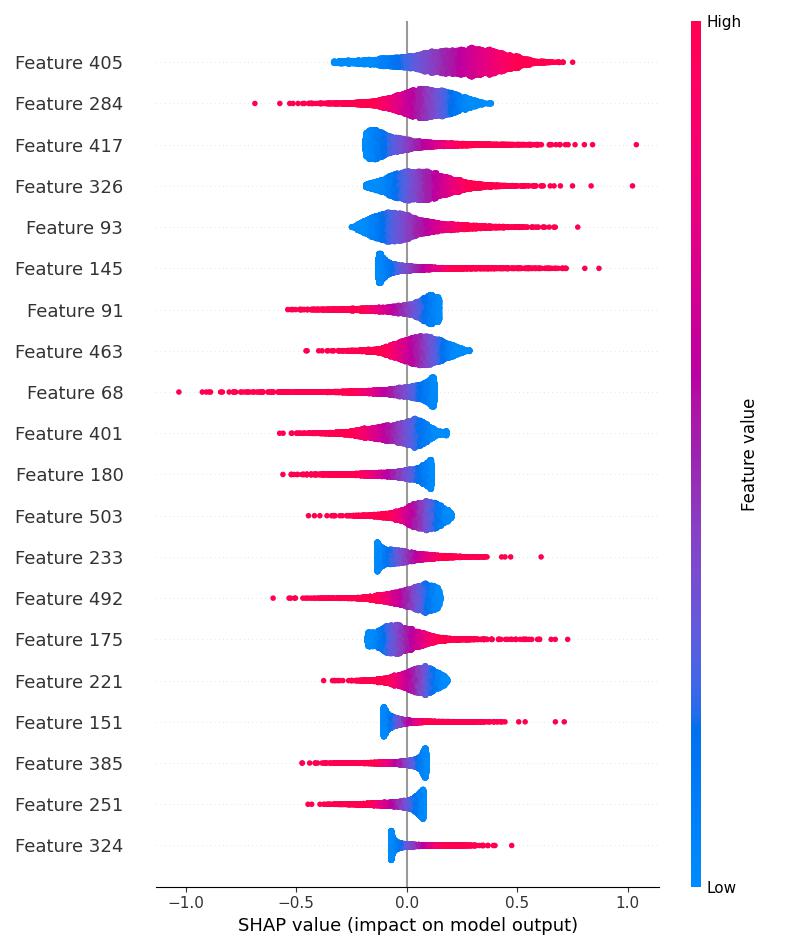 High
Feature 405
Feature 284
Feature 417
Feature 326
Feature 93
Feature 145
Feature 91
Feature 463
Feature 68
Feature 401
Feature 180
Feature 503
Feature 233
Feature 492
Feature 175
Feature 221
Feature 151
Feature 385
Feature 251
Feature 324
Feature value
Low
−1.0 −0.5 0.0 0.5 1.0
SHAP value (impact on model output)